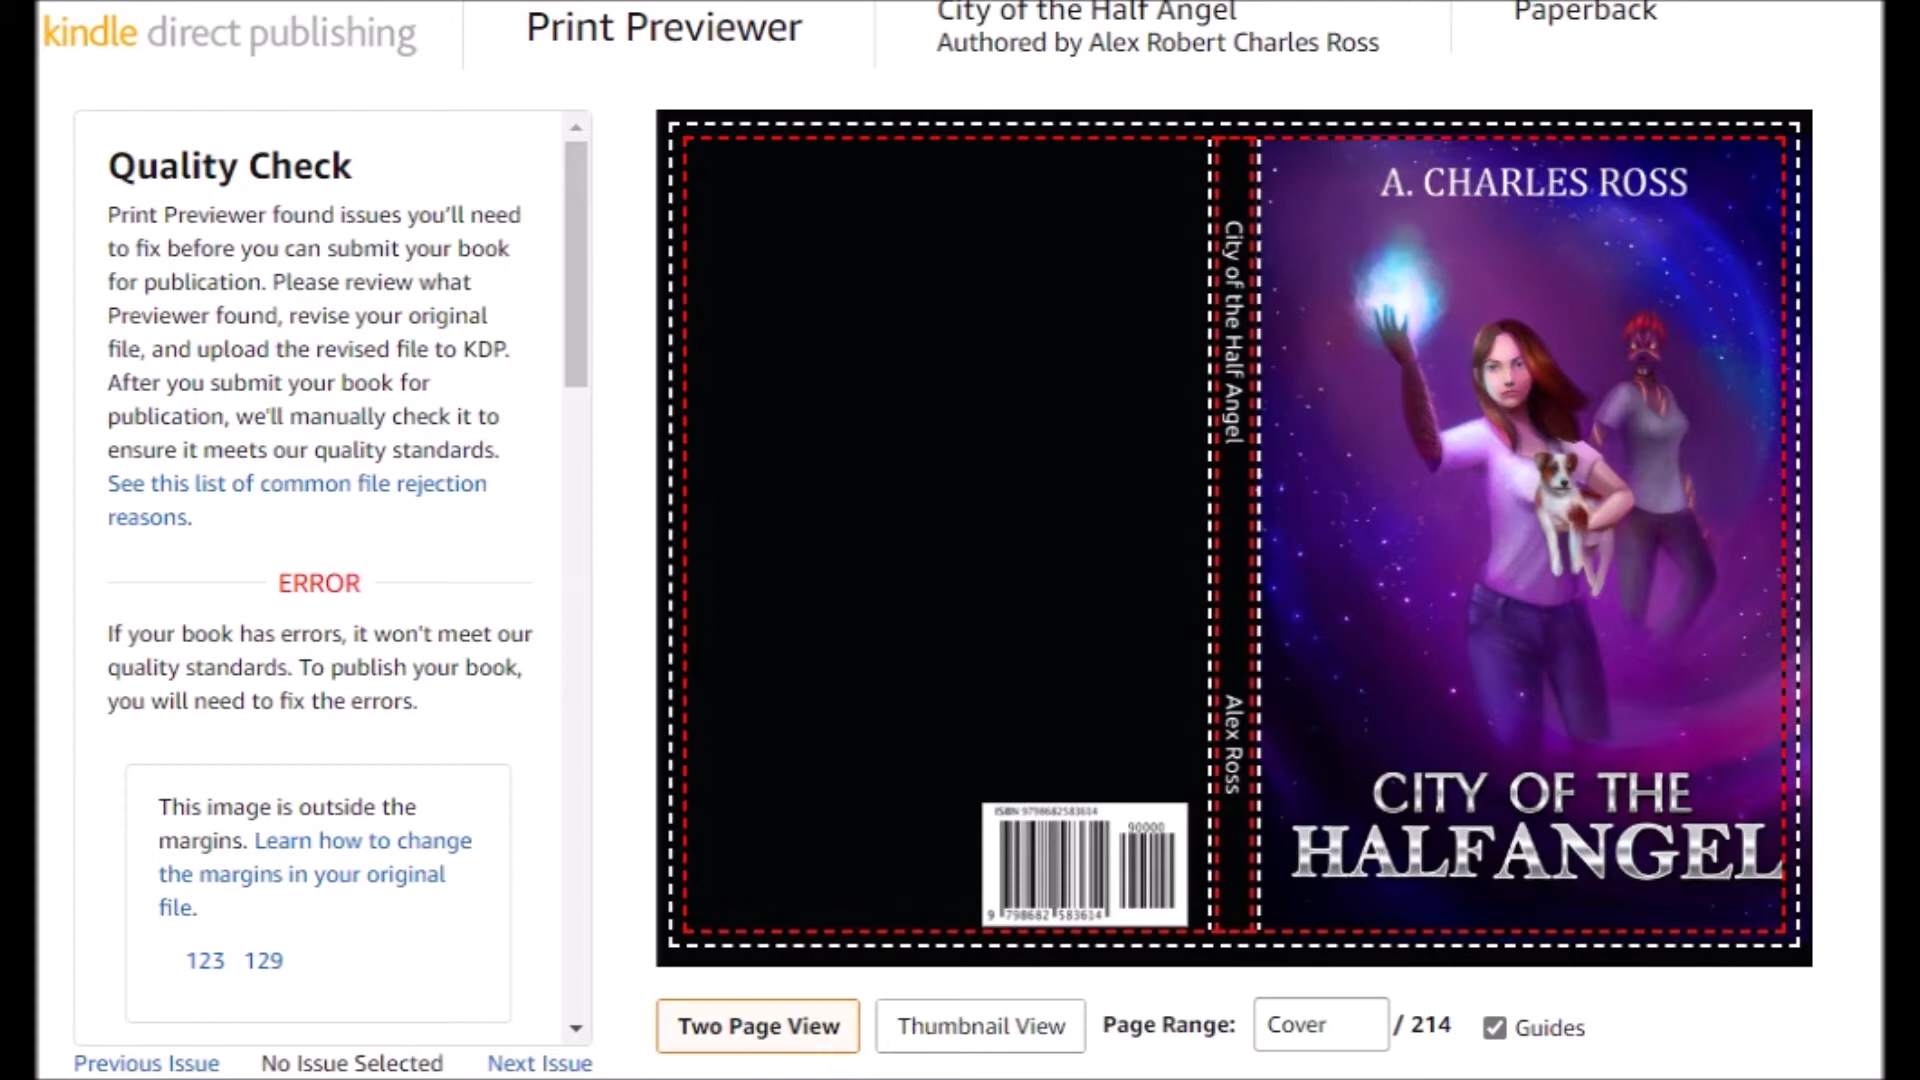 kindle direct publishing
Print Previewer
City of the Half Angel
Authored by Alex Robert Charles Ross
Paperback
Quality Check
Print Previewer found issues you'll need
to fix before you can submit your book
for publication. Please review what
Previewer found, revise your original
file, and upload the revised file to KDP.
After you submit your book for
publication, we'll manually check it to
ensure it meets our quality standards.
See this list of common file rejection
reasons.
ERROR
If your book has errors, it won't meet our
quality standards. To publish your book,
you will need to fix the errors.
This image is outside the
margins. Learn how to change
the margins in your original
file.
123 129
Previous Issue No Issue Selected Next Issue
City of the Half Angel
Alex Ross
ISBN 9798682583614
90000
9 798682 583614
A. CHARLES ROSS
CITY OF THE
HALF ANGEL
Two Page View Thumbnail View Page Range: Cover / 214 Guides